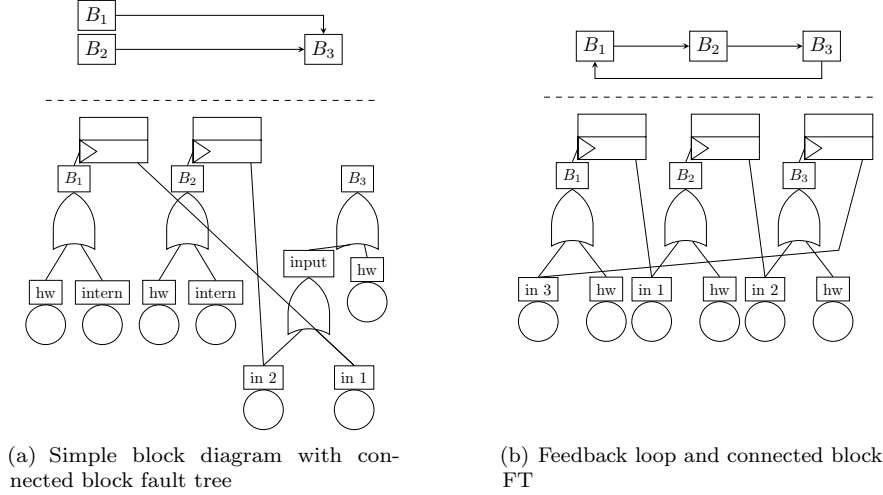 B1
B2
B3
B1 B2 B3
B1 B2 B3
input
hw intern hw intern hw
in 2 in 1
B1 B2 B3
in 3 hw in 1 hw in 2 hw
(a) Simple block diagram with con-
nected block fault tree
(b) Feedback loop and connected block
FT